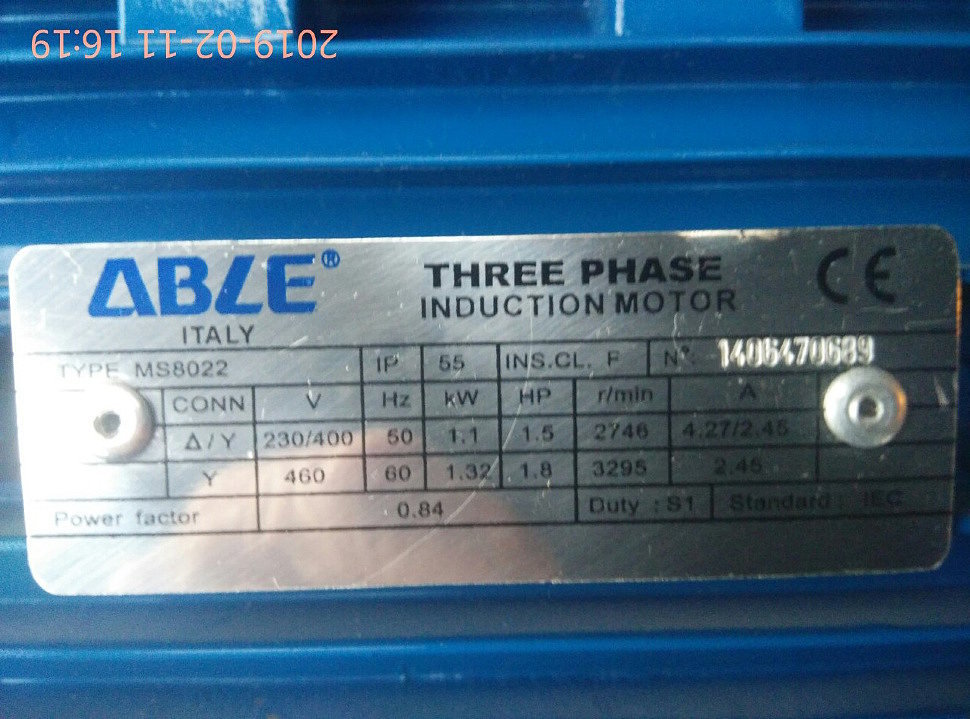 2019-02-11 16:19
ABLE®
ITALY
THREE PHASE
INDUCTION MOTOR
CE
TYPE MS8022 IP 55 INS.CL. F N°. 1405470689
CONN V Hz kW HP r/min A
Δ/Y 230/400 50 1.1 1.5 2746 4.27/2.45
Y 460 60 1.32 1.8 3295 2.45
Power factor 0.84 Duty : S1 Standard : IEC